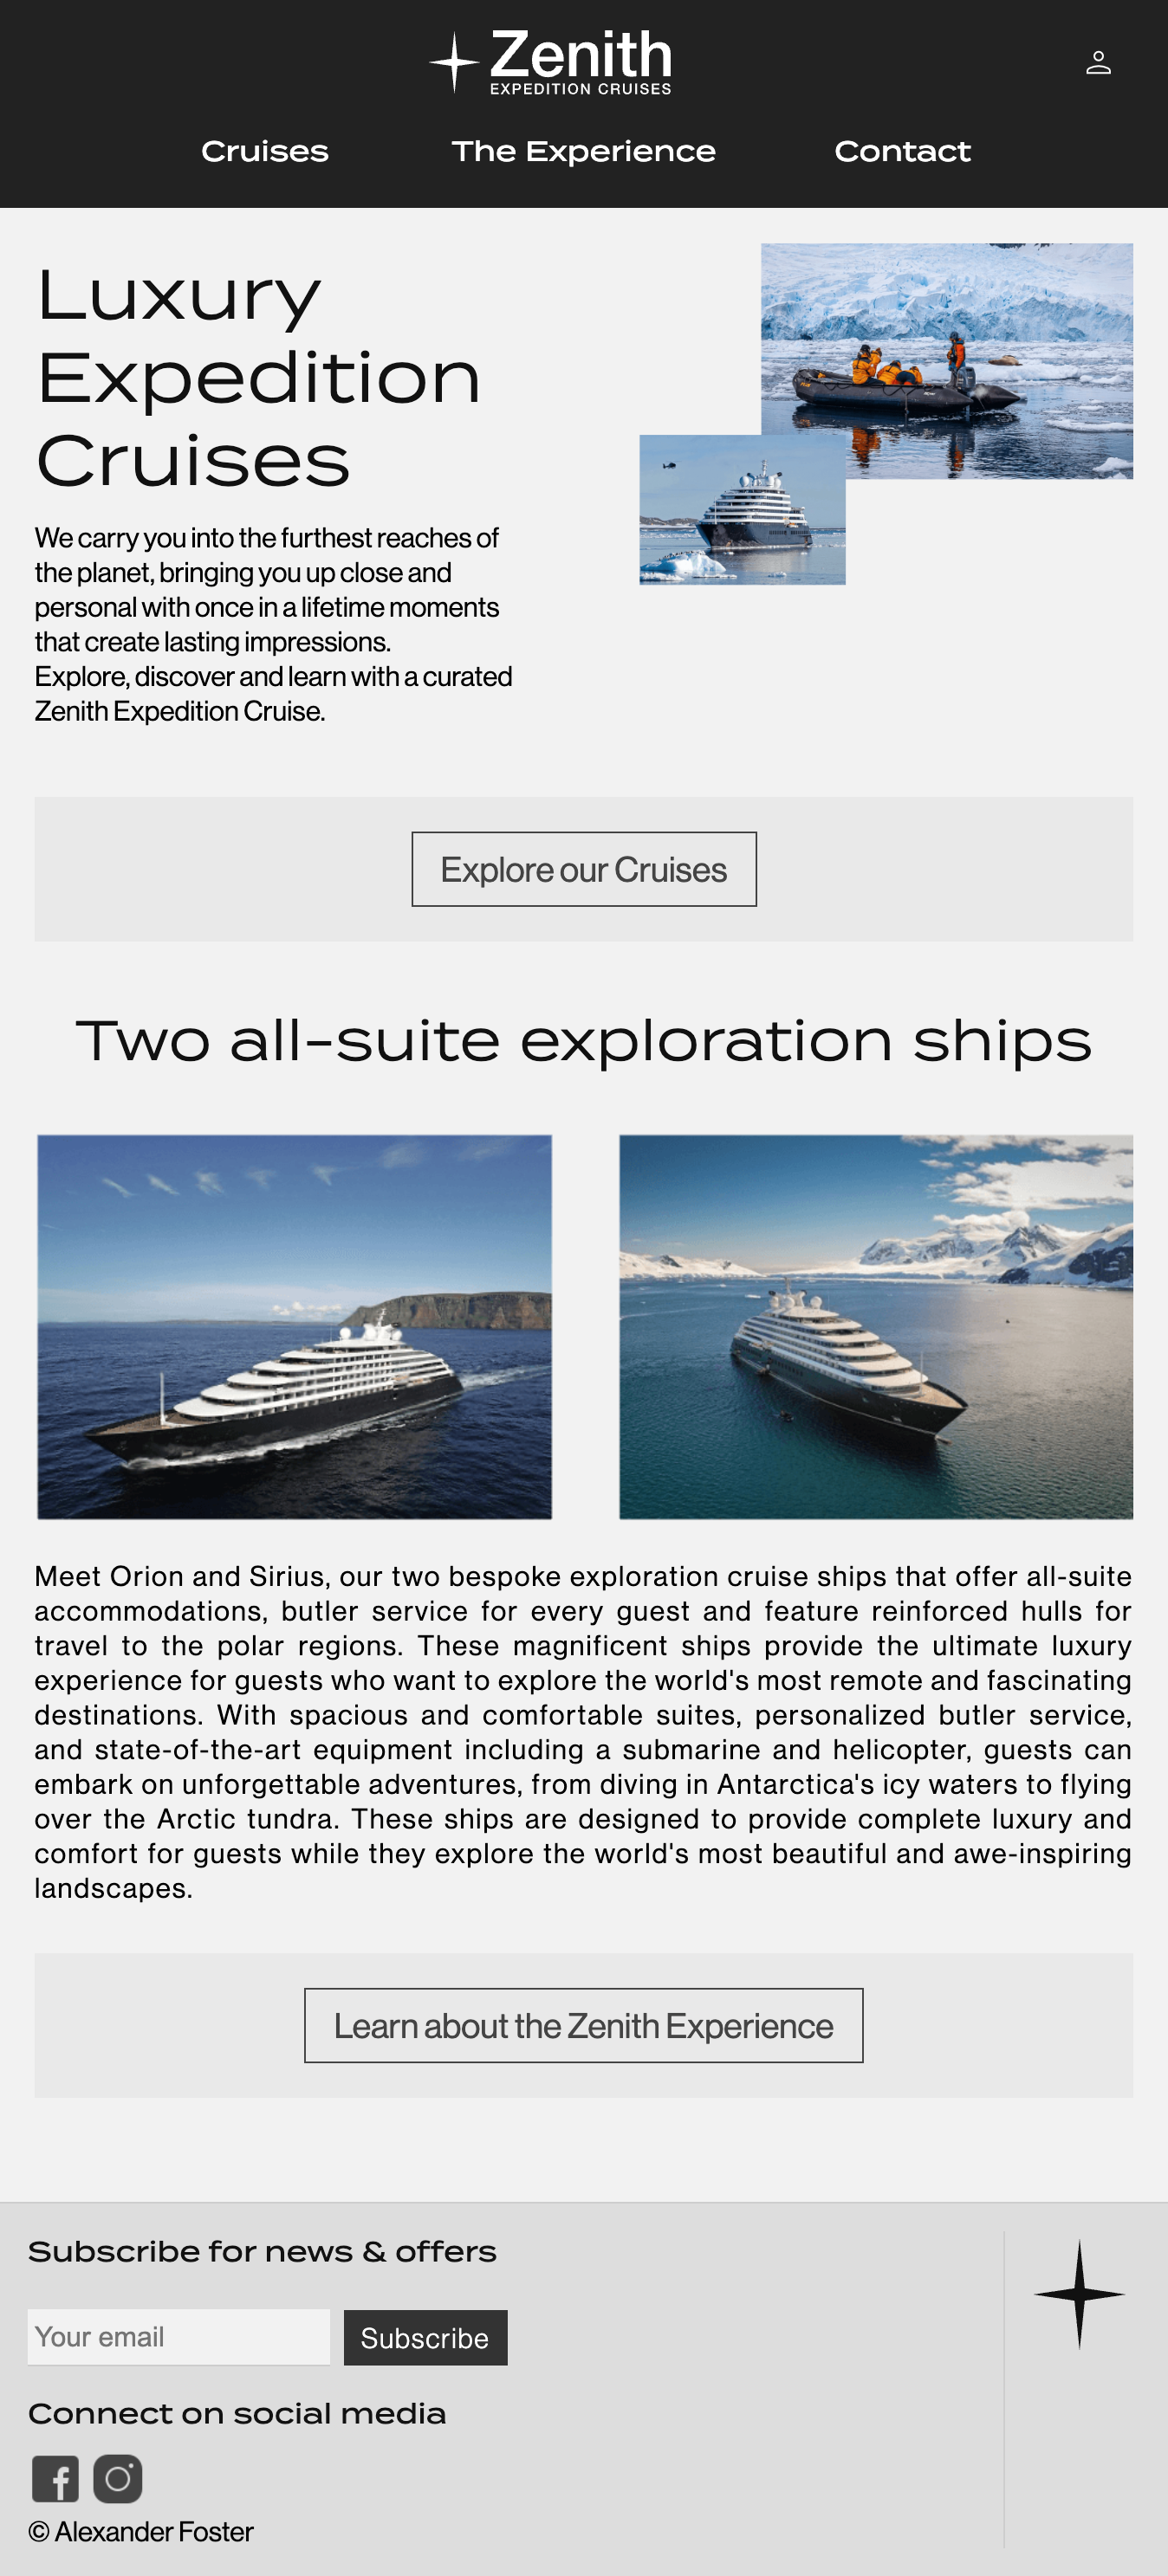 Zenith
EXPEDITION CRUISES
Cruises
The Experience
Contact
Luxury
Expedition
Cruises
We carry you into the furthest reaches of
the planet, bringing you up close and
personal with once in a lifetime moments
that create lasting impressions.
Explore, discover and learn with a curated
Zenith Expedition Cruise.
Explore our Cruises
Two all-suite exploration ships
Meet Orion and Sirius, our two bespoke exploration cruise ships that offer all-suite
accommodations, butler service for every guest and feature reinforced hulls for
travel to the polar regions. These magnificent ships provide the ultimate luxury
experience for guests who want to explore the world's most remote and fascinating
destinations. With spacious and comfortable suites, personalized butler service,
and state-of-the-art equipment including a submarine and helicopter, guests can
embark on unforgettable adventures, from diving in Antarctica's icy waters to flying
over the Arctic tundra. These ships are designed to provide complete luxury and
comfort for guests while they explore the world's most beautiful and awe-inspiring
landscapes.
Learn about the Zenith Experience
Subscribe for news & offers
Your email
Subscribe
Connect on social media
© Alexander Foster